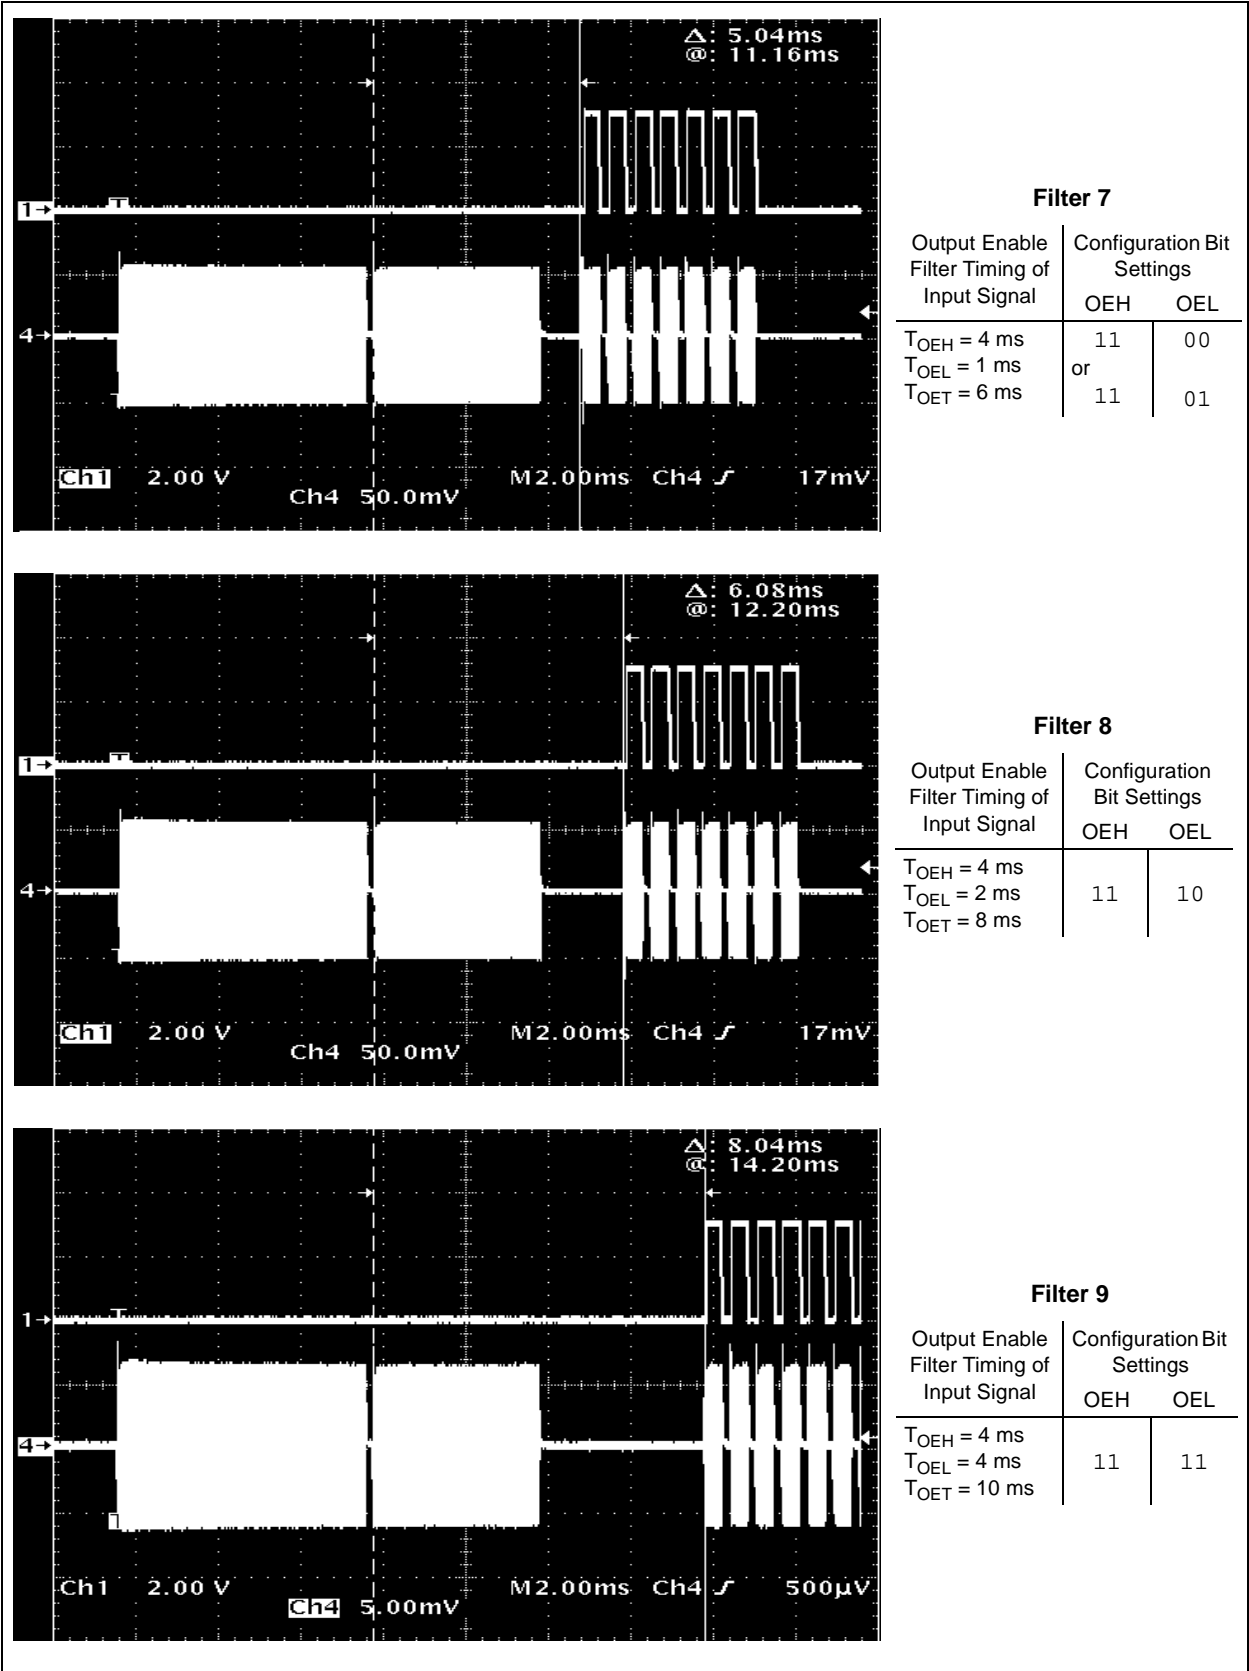 Δ: 5.04ms
@: 11.16ms
T
1→
4→
Ch1 2.00 V M2.00ms Ch4 17mV
Ch4 50.0mV
Filter 7
Output Enable Filter Timing of Input Signal
Configuration Bit Settings
OEH OEL
TOEH = 4 ms 11 00
TOEL = 1 ms or
TOET = 6 ms 11 01
Δ: 6.08ms
@: 12.20ms
T
1→
4→
Ch1 2.00 V M2.00ms Ch4 17mV
Ch4 50.0mV
Filter 8
Output Enable Filter Timing of Input Signal
Configuration Bit Settings
OEH OEL
TOEH = 4 ms
TOEL = 2 ms 11 10
TOET = 8 ms
Δ: 8.04ms
@: 14.20ms
T
1→
4→
Ch1 2.00 V M2.00ms Ch4 500µV
Ch4 5.00mV
Filter 9
Output Enable Filter Timing of Input Signal
Configuration Bit Settings
OEH OEL
TOEH = 4 ms
TOEL = 4 ms 11 11
TOET = 10 ms